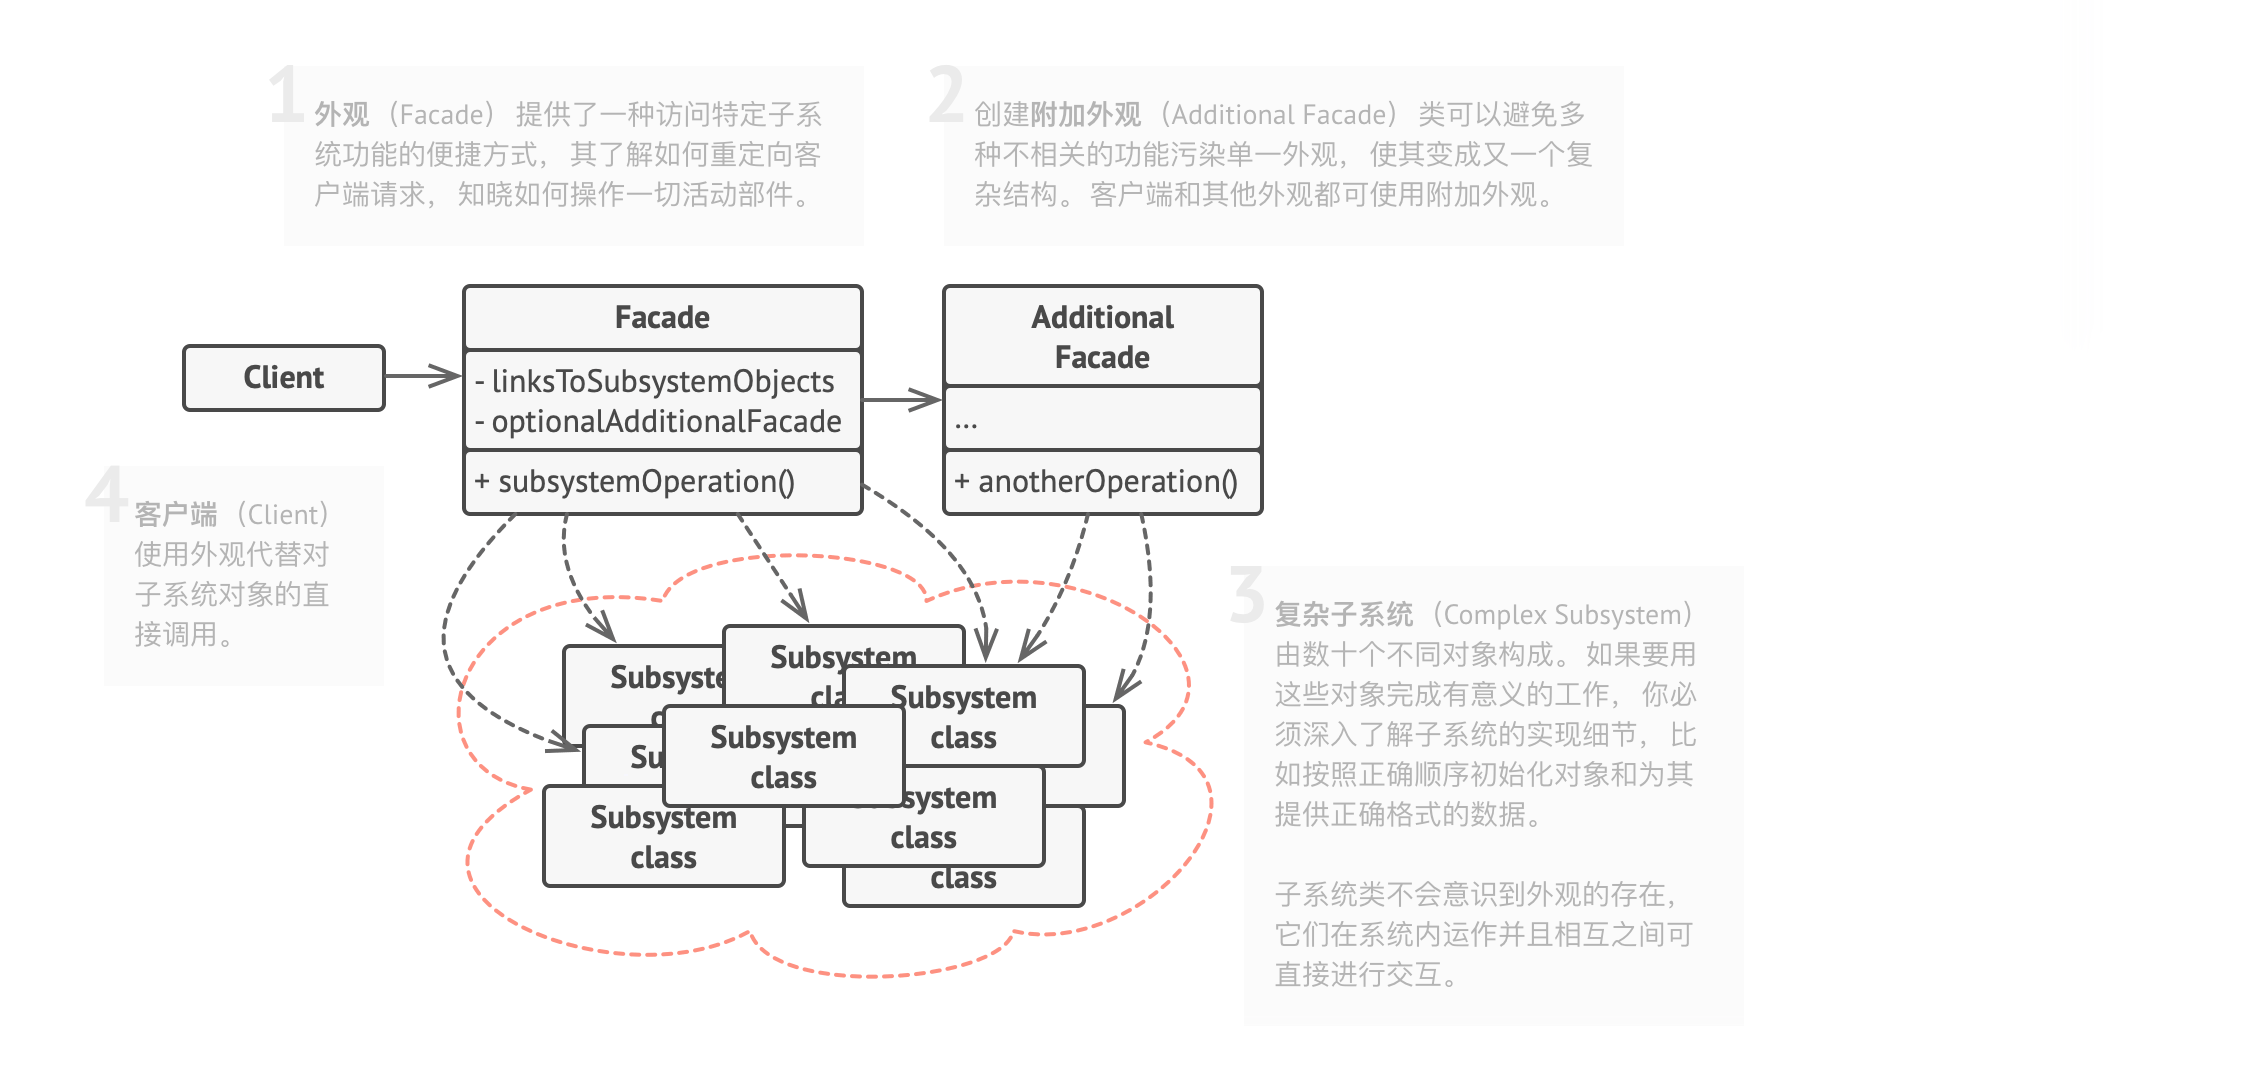 1
外观（Facade） 提供了一种访问特定子系
统功能的便捷方式， 其了解如何重定向客
户端请求， 知晓如何操作一切活动部件。
2
创建附加外观（Additional Facade） 类可以避免多
种不相关的功能污染单一外观， 使其变成又一个复
杂结构。 客户端和其他外观都可使用附加外观。
Client
Facade
- linksToSubsystemObjects
- optionalAdditionalFacade
+ subsystemOperation()
Additional
Facade
...
+ anotherOperation()
4
客户端（Client）
使用外观代替对
子系统对象的直
接调用。
3
复杂子系统（Complex Subsystem）
由数十个不同对象构成。 如果要用
这些对象完成有意义的工作， 你必
须深入了解子系统的实现细节， 比
如按照正确顺序初始化对象和为其
提供正确格式的数据。
子系统类不会意识到外观的存在，
它们在系统内运作并且相互之间可
直接进行交互。
Subsystem
Subsystem
class
Subsystem
class
Subsystem
class
class
class